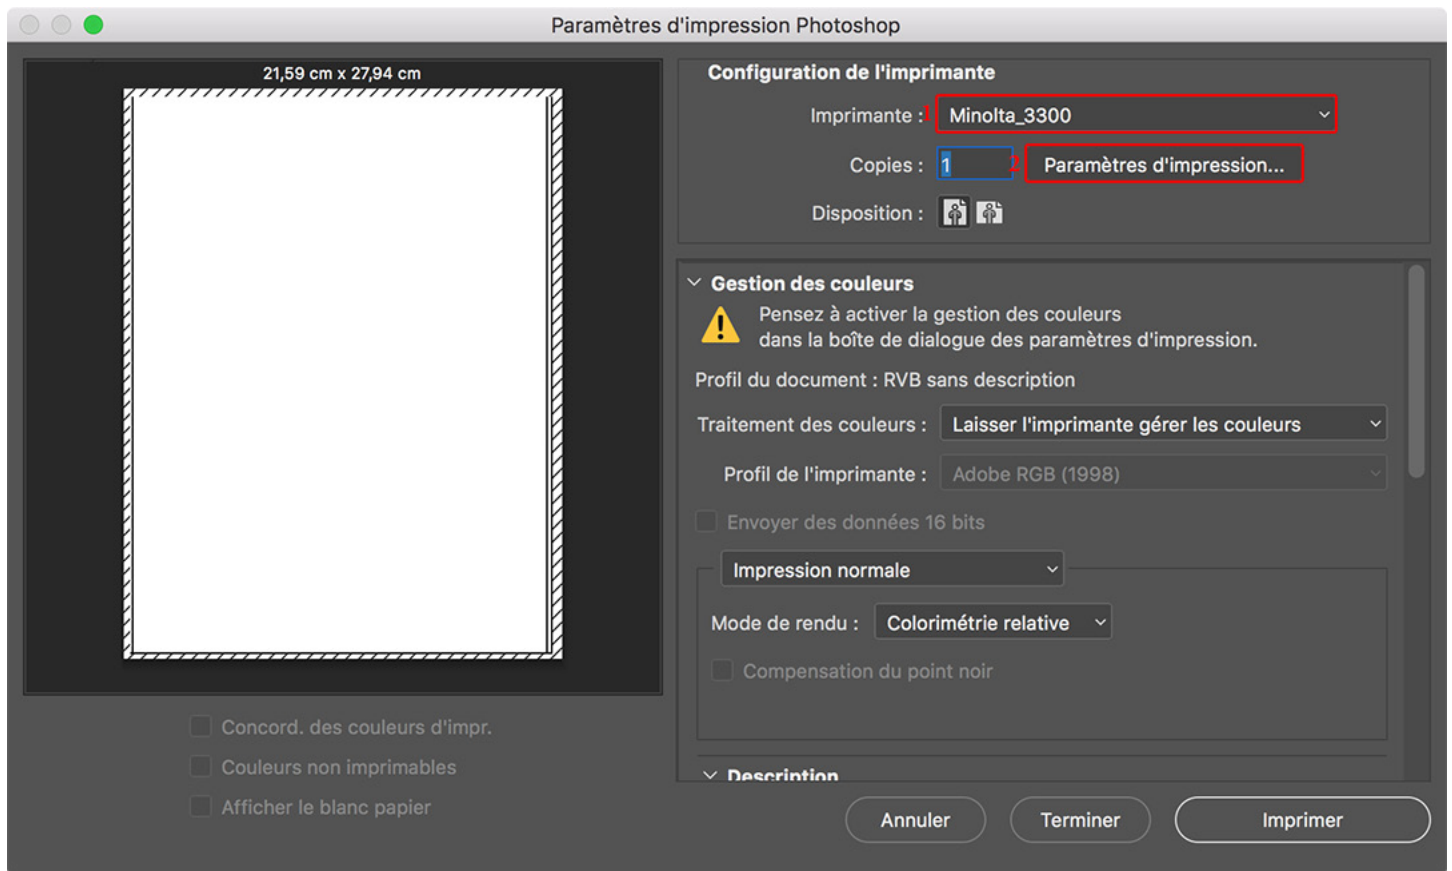 Paramètres d'impression Photoshop
21,59 cm x 27,94 cm
Configuration de l'imprimante
Imprimante : 1 Minolta_3300
Copies : 1 2 Paramètres d'impression...
Disposition :
Gestion des couleurs
Pensez à activer la gestion des couleurs
dans la boîte de dialogue des paramètres d'impression.
Profil du document : RVB sans description
Traitement des couleurs : Laisser l'imprimante gérer les couleurs
Profil de l'imprimante : Adobe RGB (1998)
Envoyer des données 16 bits
Impression normale
Mode de rendu : Colorimétrie relative
Compensation du point noir
Description
Concord. des couleurs d'impr.
Couleurs non imprimables
Afficher le blanc papier
Annuler Terminer Imprimer